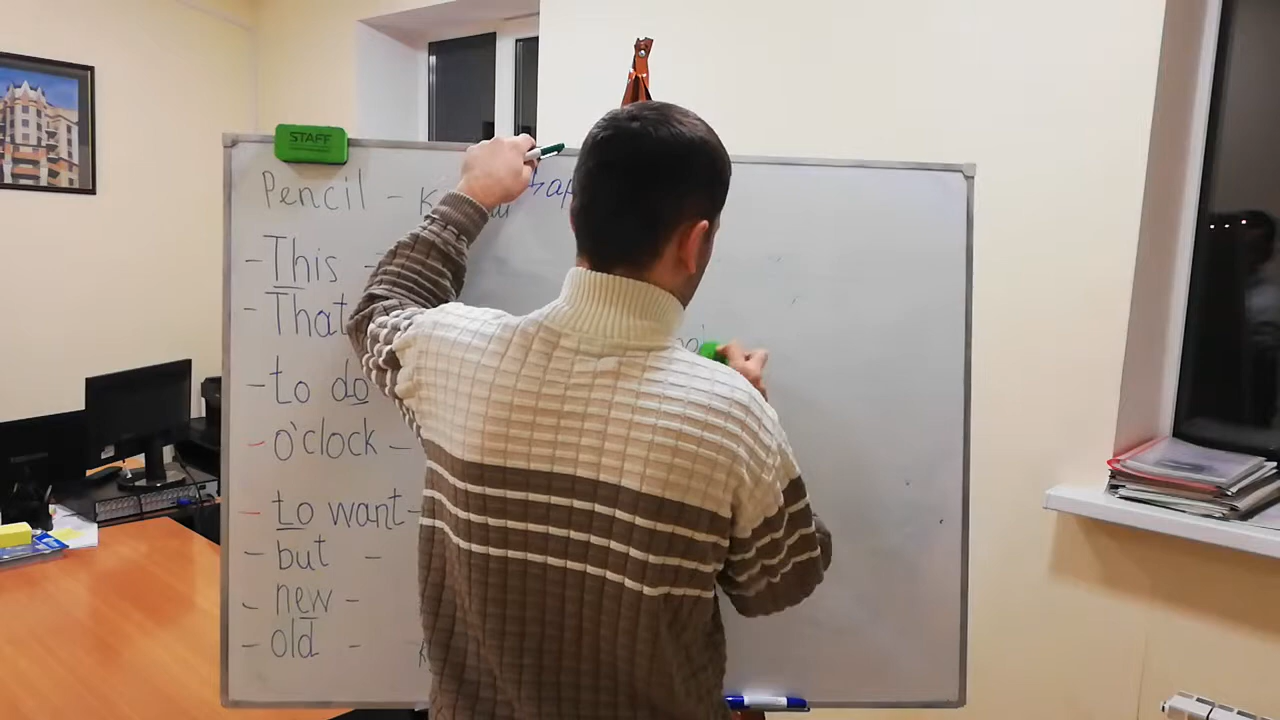 STAFF
Pencil -
- This -
- That
- to do
- o'clock -
- to want -
- but -
- new -
- old -